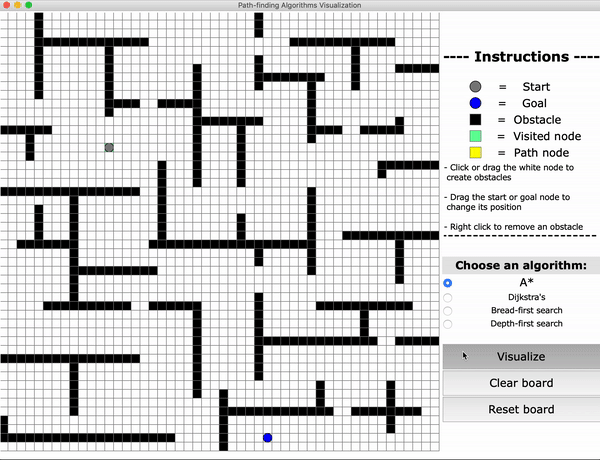 Path-finding Algorithms Visualization
---- Instructions ----
= Start
= Goal
= Obstacle
= Visited node
= Path node
- Click or drag the white node to
create obstacles
- Drag the start or goal node to
change its position
- Right click to remove an obstacle
Choose an algorithm:
A*
Dijkstra's
Bread-first search
Depth-first search
Visualize
Clear board
Reset board